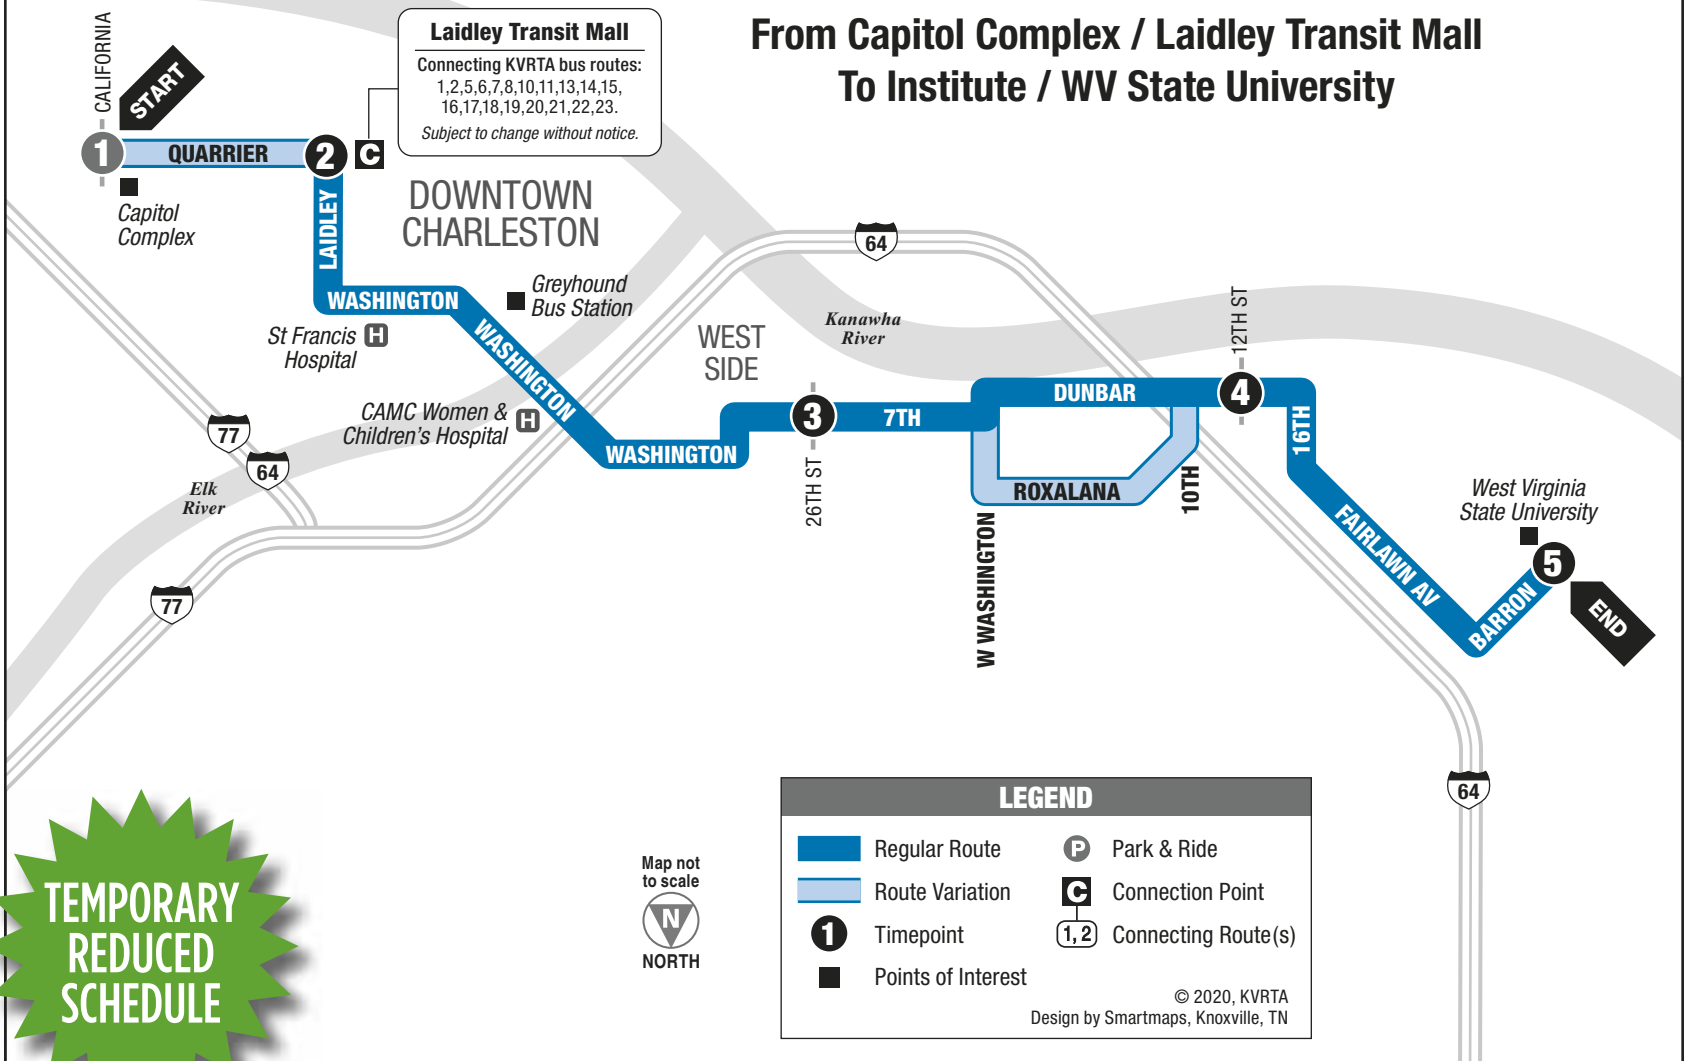 From Capitol Complex / Laidley Transit Mall
To Institute / WV State University
Laidley Transit Mall
Connecting KVRTA bus routes:
1,2,5,6,7,8,10,11,13,14,15,
16,17,18,19,20,21,22,23.
Subject to change without notice.
CALIFORNIA
START
1
QUARRIER
2
C
Capitol
Complex
LAIDLEY
DOWNTOWN
CHARLESTON
WASHINGTON
Greyhound
Bus Station
St Francis
Hospital
H
WASHINGTON
CAMC Women &
Children's Hospital
H
WASHINGTON
WEST
SIDE
Kanawha
River
64
12TH ST
3
7TH
26TH ST
DUNBAR
4
16TH
ROXALANA
10TH
W WASHINGTON
FAIRLAWN AV
West Virginia
State University
5
BARRON
END
77
64
Elk
River
77
64
TEMPORARY
REDUCED
SCHEDULE
Map not
to scale
N
NORTH
LEGEND
Regular Route
P
Park & Ride
Route Variation
C
Connection Point
1
Timepoint
1, 2
Connecting Route(s)
Points of Interest
© 2020, KVRTA
Design by Smartmaps, Knoxville, TN